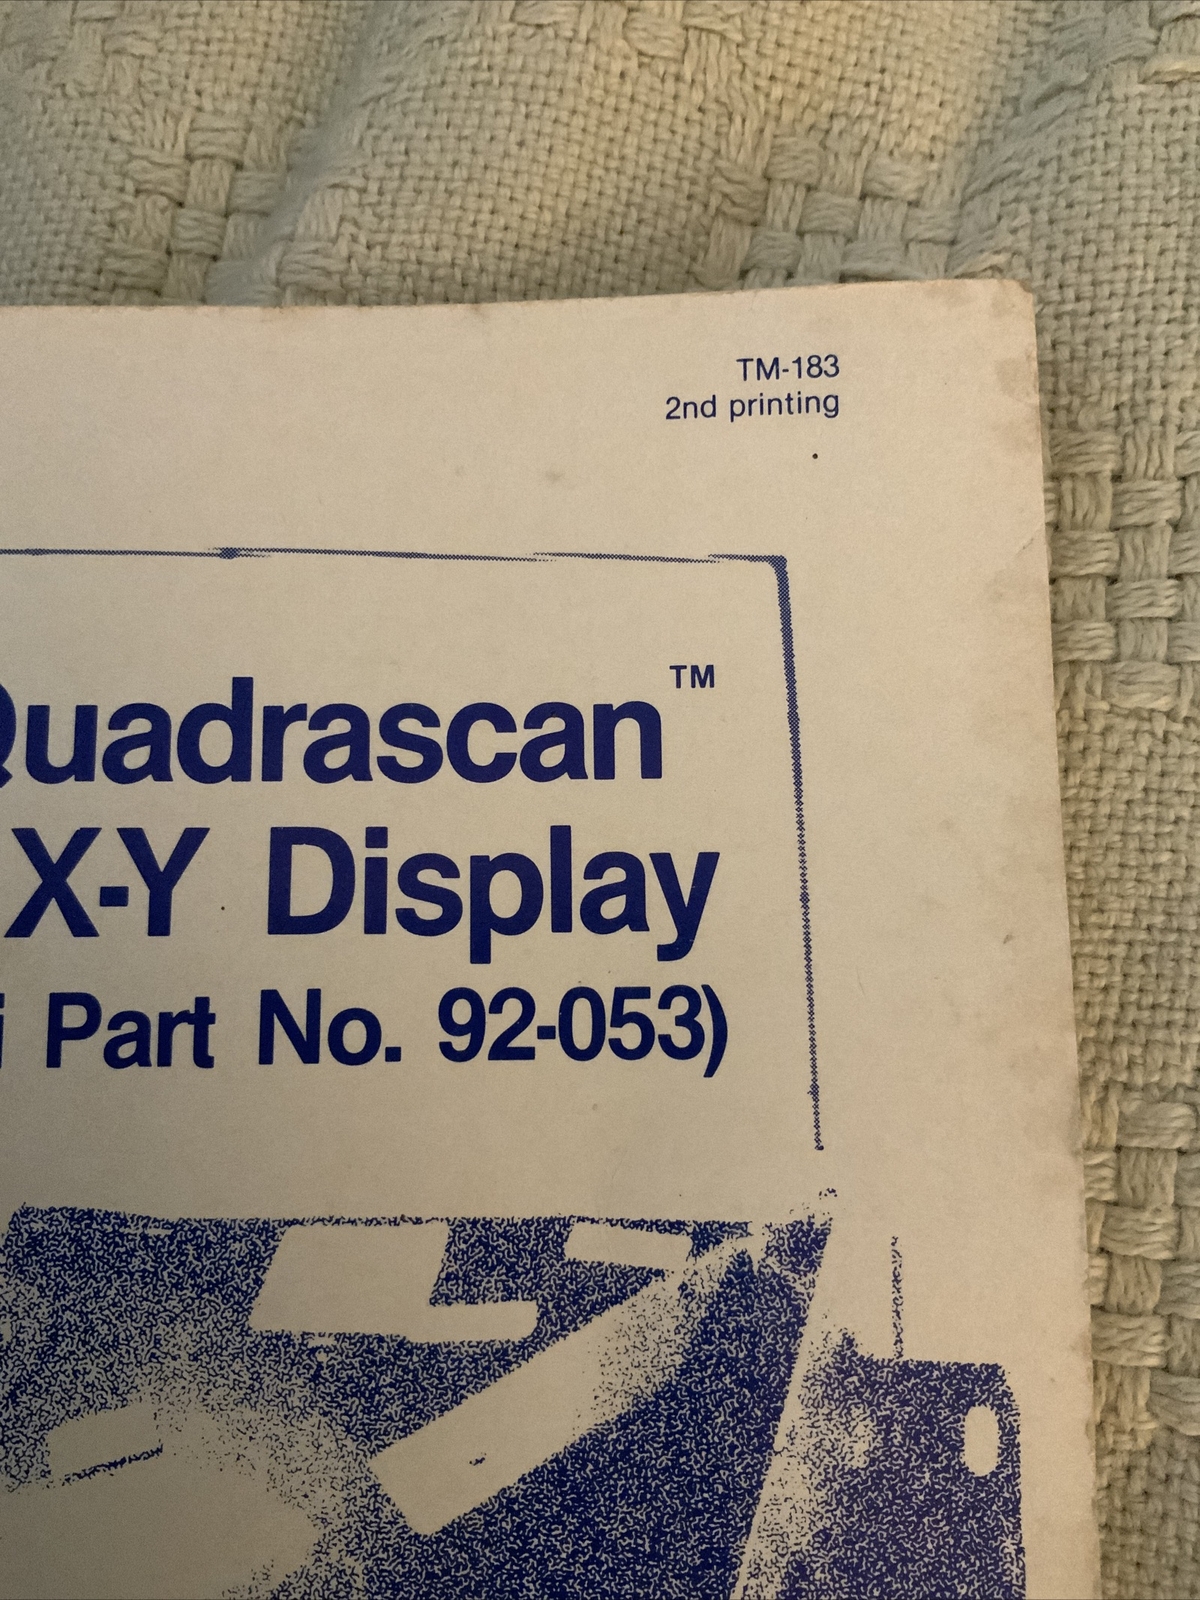 TM-183
2nd printing
Quadrascan™
X-Y Display
i Part No. 92-053)